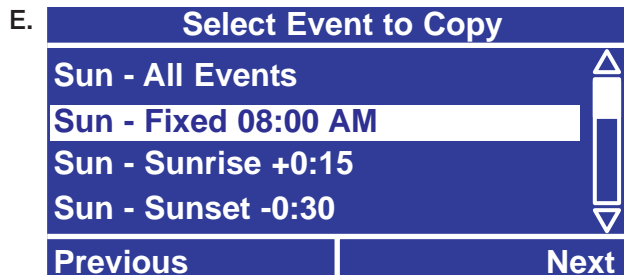 E.
Select Event to Copy
Sun - All Events
Sun - Fixed 08:00 AM
Sun - Sunrise +0:15
Sun - Sunset -0:30
Previous Next